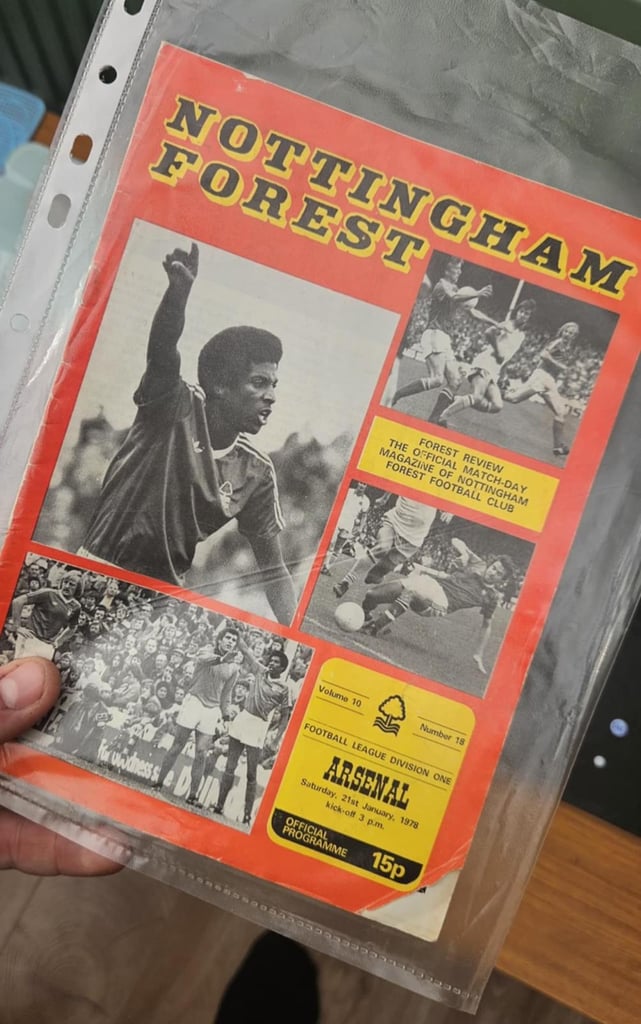 NOTTINGHAM
FOREST
FOREST REVIEW
THE OFFICIAL MATCH-DAY
MAGAZINE OF NOTTINGHAM
FOREST FOOTBALL CLUB
Volume 10
Number 18
FOOTBALL LEAGUE DIVISION ONE
ARSENAL
Saturday, 21st January, 1978
kick-off 3 p.m.
OFFICIAL
PROGRAMME
15p